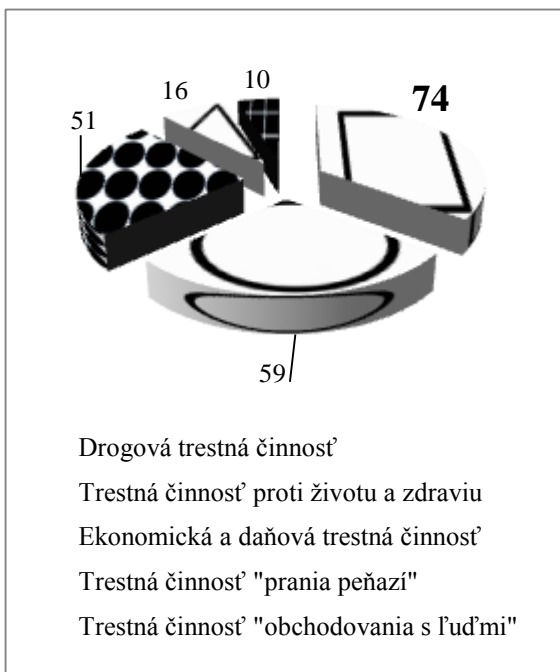 10
16
74
51
59
Drogová trestná činnosť
Trestná činnosť proti životu a zdraviu
Ekonomická a daňová trestná činnosť
Trestná činnosť "prania peňazí"
Trestná činnosť "obchodovania s ľuďmi"